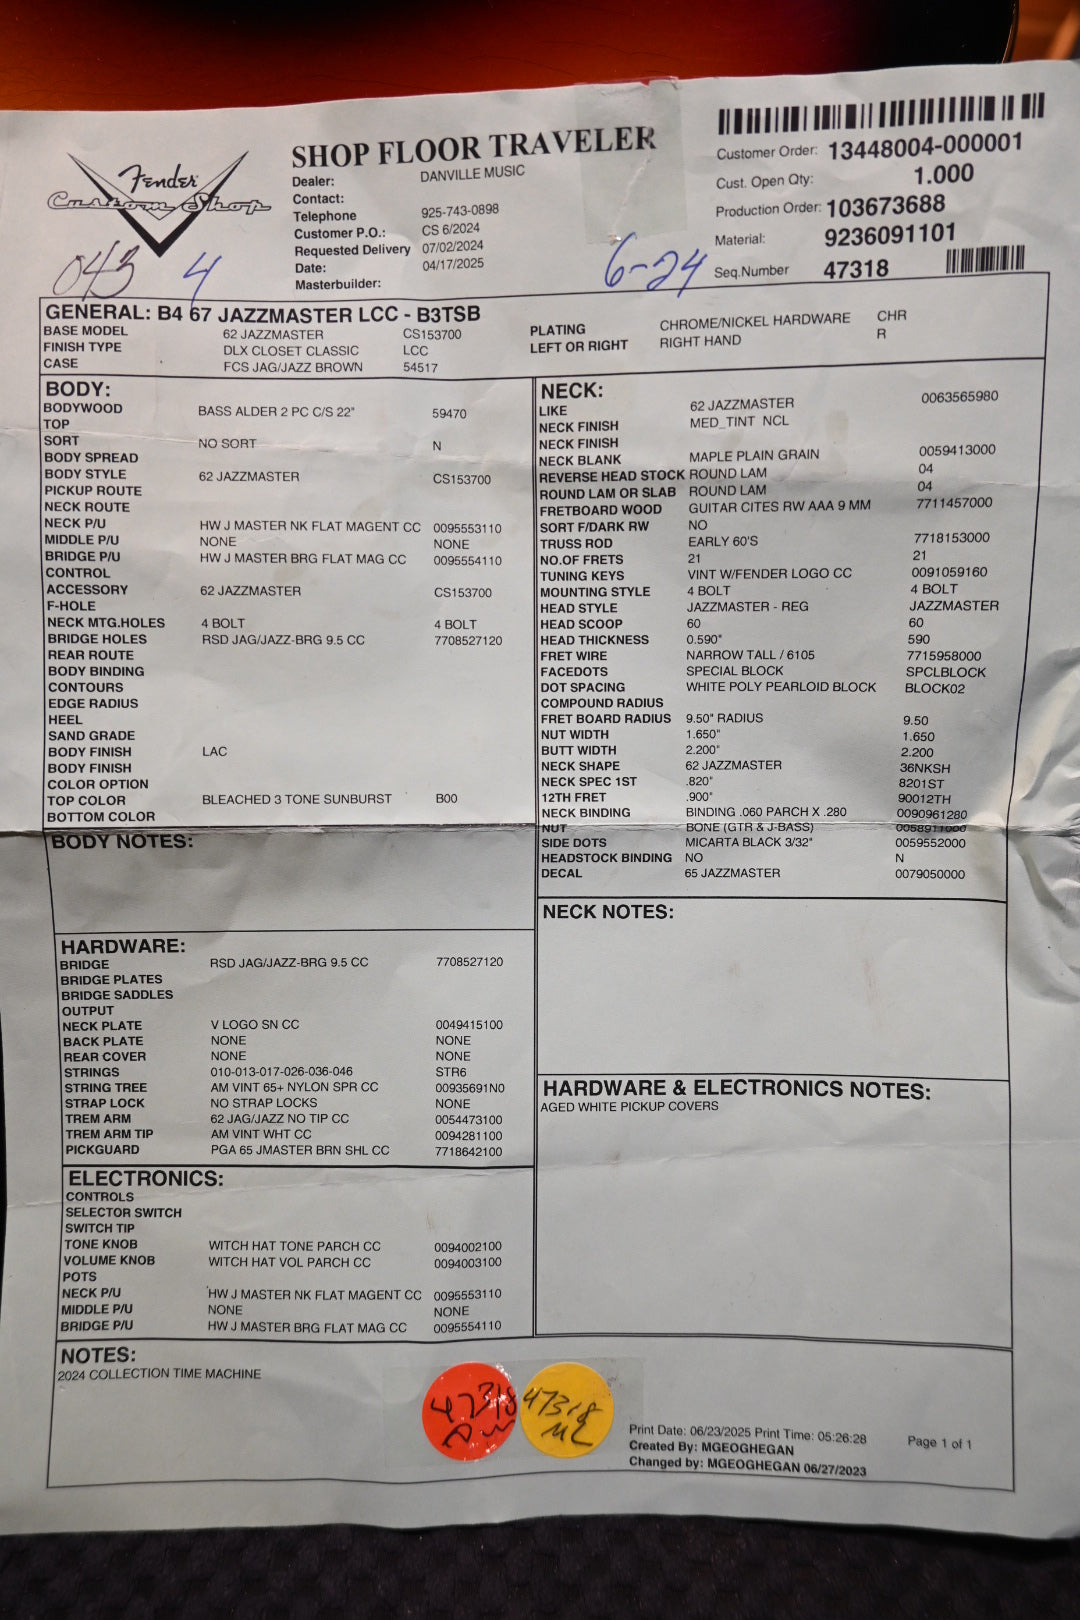 Fender
Custom Shop
SHOP FLOOR TRAVELER
Dealer: DANVILLE MUSIC
Contact:
Telephone 925-743-0898
Customer P.O.: CS 6/2024
Requested Delivery 07/02/2024
Date: 04/17/2025
Masterbuilder:
Customer Order: 13448004-000001
Cust. Open Qty: 1.000
Production Order: 103673688
Material: 9236091101
Seq.Number 47318
043 4
6-24
GENERAL: B4 67 JAZZMASTER LCC - B3TSB
BASE MODEL 62 JAZZMASTER CS153700
FINISH TYPE DLX CLOSET CLASSIC LCC
CASE FCS JAG/JAZZ BROWN 54517
PLATING CHROME/NICKEL HARDWARE CHR
LEFT OR RIGHT RIGHT HAND R
BODY:
BODYWOOD BASS ALDER 2 PC C/S 22" 59470
TOP
SORT NO SORT N
BODY SPREAD
BODY STYLE 62 JAZZMASTER CS153700
PICKUP ROUTE
NECK ROUTE
NECK P/U HW J MASTER NK FLAT MAGENT CC 0095553110
MIDDLE P/U NONE NONE
BRIDGE P/U HW J MASTER BRG FLAT MAG CC 0095554110
CONTROL
ACCESSORY 62 JAZZMASTER CS153700
F-HOLE
NECK MTG.HOLES 4 BOLT 4 BOLT
BRIDGE HOLES RSD JAG/JAZZ-BRG 9.5 CC 7708527120
REAR ROUTE
BODY BINDING
CONTOURS
EDGE RADIUS
HEEL
SAND GRADE
BODY FINISH LAC
BODY FINISH
COLOR OPTION
TOP COLOR BLEACHED 3 TONE SUNBURST B00
BOTTOM COLOR
BODY NOTES:
HARDWARE:
BRIDGE RSD JAG/JAZZ-BRG 9.5 CC 7708527120
BRIDGE PLATES
BRIDGE SADDLES
OUTPUT
NECK PLATE V LOGO SN CC 0049415100
BACK PLATE NONE NONE
REAR COVER NONE NONE
STRINGS 010-013-017-026-036-046 STR6
STRING TREE AM VINT 65+ NYLON SPR CC 00935691N0
STRAP LOCK NO STRAP LOCKS NONE
TREM ARM 62 JAG/JAZZ NO TIP CC 0054473100
TREM ARM TIP AM VINT WHT CC 0094281100
PICKGUARD PGA 65 JMASTER BRN SHL CC 7718642100
ELECTRONICS:
CONTROLS
SELECTOR SWITCH
SWITCH TIP
TONE KNOB WITCH HAT TONE PARCH CC 0094002100
VOLUME KNOB WITCH HAT VOL PARCH CC 0094003100
POTS
NECK P/U HW J MASTER NK FLAT MAGENT CC 0095553110
MIDDLE P/U NONE NONE
BRIDGE P/U HW J MASTER BRG FLAT MAG CC 0095554110
NECK:
LIKE 62 JAZZMASTER 0063565980
NECK FINISH MED_TINT NCL
NECK FINISH
NECK BLANK MAPLE PLAIN GRAIN 0059413000
REVERSE HEAD STOCK ROUND LAM 04
ROUND LAM OR SLAB ROUND LAM 04
FRETBOARD WOOD GUITAR CITES RW AAA 9 MM 7711457000
SORT F/DARK RW NO
TRUSS ROD EARLY 60'S 7718153000
NO.OF FRETS 21 21
TUNING KEYS VINT W/FENDER LOGO CC 0091059160
MOUNTING STYLE 4 BOLT 4 BOLT
HEAD STYLE JAZZMASTER - REG JAZZMASTER
HEAD SCOOP 60 60
HEAD THICKNESS 0.590" 590
FRET WIRE NARROW TALL / 6105 7715958000
FACEDOTS SPECIAL BLOCK SPCLBLOCK
DOT SPACING WHITE POLY PEARLOID BLOCK BLOCK02
COMPOUND RADIUS
FRET BOARD RADIUS 9.50" RADIUS 9.50
NUT WIDTH 1.650" 1.650
BUTT WIDTH 2.200" 2.200
NECK SHAPE 62 JAZZMASTER 36NKSH
NECK SPEC 1ST .820" 8201ST
12TH FRET .900" 90012TH
NECK BINDING BINDING .060 PARCH X .280 0090961280
NUT BONE (GTR & J-BASS) 0058911000
SIDE DOTS MICARTA BLACK 3/32" 0059552000
HEADSTOCK BINDING NO N
DECAL 65 JAZZMASTER 0079050000
NECK NOTES:
HARDWARE & ELECTRONICS NOTES:
AGED WHITE PICKUP COVERS
NOTES:
2024 COLLECTION TIME MACHINE
47318
47318
Print Date: 06/23/2025 Print Time: 05:26:28
Created By: MGEOGHEGAN
Changed by: MGEOGHEGAN 06/27/2023
Page 1 of 1